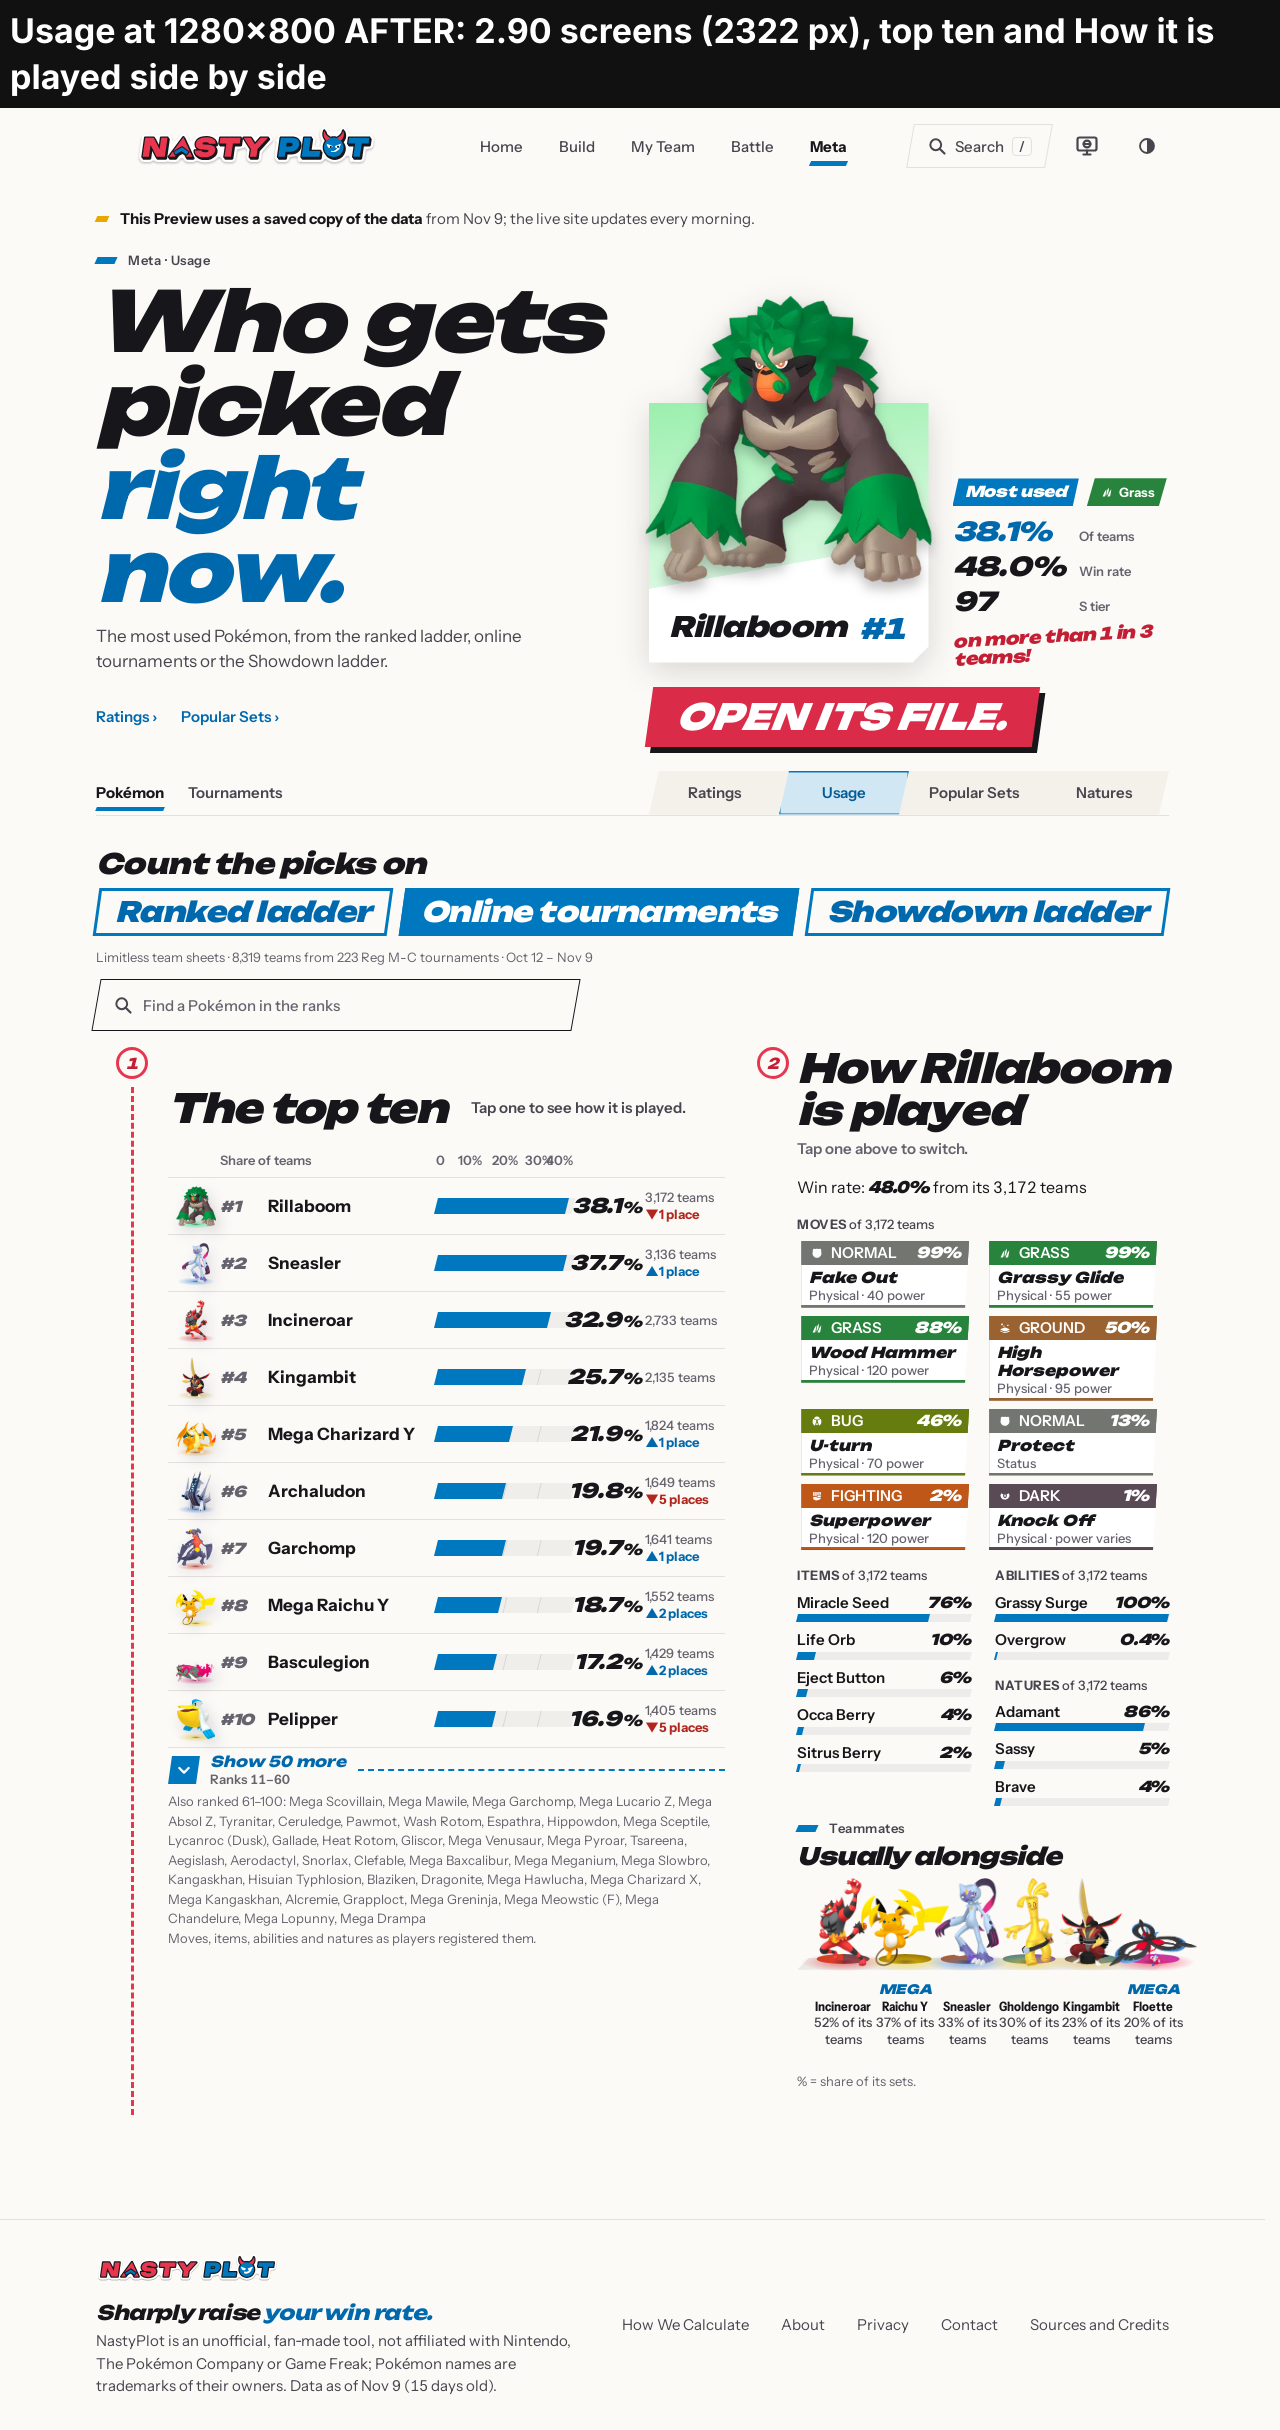 Usage at 1280×800 AFTER: 2.90 screens (2322 px), top ten and How it is
played side by side
NASTY PLOT
Home
Build
My Team
Battle
Meta
Search /
This Preview uses a saved copy of the data from Nov 9; the live site updates every morning.
Meta · Usage
Who gets
picked
right
now.
The most used Pokémon, from the ranked ladder, online
tournaments or the Showdown ladder.
Ratings ›
Popular Sets ›
Rillaboom #1
Most used
Grass
38.1% Of teams
48.0% Win rate
97 S tier
on more than 1 in 3
teams!
OPEN ITS FILE.
Pokémon
Tournaments
Ratings
Usage
Popular Sets
Natures
Count the picks on
Ranked ladder
Online tournaments
Showdown ladder
Limitless team sheets · 8,319 teams from 223 Reg M-C tournaments · Oct 12 – Nov 9
Find a Pokémon in the ranks
1
The top ten
Tap one to see how it is played.
Share of teams
0 10% 20% 30% 40%
#1 Rillaboom 38.1% 3,172 teams
▼1 place
#2 Sneasler 37.7% 3,136 teams
▲1 place
#3 Incineroar 32.9% 2,733 teams
#4 Kingambit 25.7% 2,135 teams
#5 Mega Charizard Y 21.9% 1,824 teams
▲1 place
#6 Archaludon 19.8% 1,649 teams
▼5 places
#7 Garchomp 19.7% 1,641 teams
▲1 place
#8 Mega Raichu Y 18.7% 1,552 teams
▲2 places
#9 Basculegion 17.2% 1,429 teams
▲2 places
#10 Pelipper 16.9% 1,405 teams
▼5 places
Show 50 more
Ranks 11–60
Also ranked 61–100: Mega Scovillain, Mega Mawile, Mega Garchomp, Mega Lucario Z, Mega
Absol Z, Tyranitar, Ceruledge, Pawmot, Wash Rotom, Espathra, Hippowdon, Mega Sceptile,
Lycanroc (Dusk), Gallade, Heat Rotom, Gliscor, Mega Venusaur, Mega Pyroar, Tsareena,
Aegislash, Aerodactyl, Snorlax, Clefable, Mega Baxcalibur, Mega Meganium, Mega Slowbro,
Kangaskhan, Hisuian Typhlosion, Blaziken, Dragonite, Mega Hawlucha, Mega Charizard X,
Mega Kangaskhan, Alcremie, Grapploct, Mega Greninja, Mega Meowstic (F), Mega
Chandelure, Mega Lopunny, Mega Drampa
Moves, items, abilities and natures as players registered them.
2
How Rillaboom
is played
Tap one above to switch.
Win rate: 48.0% from its 3,172 teams
MOVES of 3,172 teams
NORMAL 99%
Fake Out
Physical · 40 power
GRASS 99%
Grassy Glide
Physical · 55 power
GRASS 88%
Wood Hammer
Physical · 120 power
GROUND 50%
High
Horsepower
Physical · 95 power
BUG 46%
U-turn
Physical · 70 power
NORMAL 13%
Protect
Status
FIGHTING 2%
Superpower
Physical · 120 power
DARK 1%
Knock Off
Physical · power varies
ITEMS of 3,172 teams
Miracle Seed 76%
Life Orb 10%
Eject Button 6%
Occa Berry 4%
Sitrus Berry 2%
ABILITIES of 3,172 teams
Grassy Surge 100%
Overgrow 0.4%
NATURES of 3,172 teams
Adamant 86%
Sassy 5%
Brave 4%
Teammates
Usually alongside
Incineroar
52% of its
teams
MEGA
Raichu Y
37% of its
teams
Sneasler
33% of its
teams
Gholdengo
30% of its
teams
Kingambit
23% of its
teams
MEGA
Floette
20% of its
teams
% = share of its sets.
NASTY PLOT
Sharply raise your win rate.
NastyPlot is an unofficial, fan-made tool, not affiliated with Nintendo,
The Pokémon Company or Game Freak; Pokémon names are
trademarks of their owners. Data as of Nov 9 (15 days old).
How We Calculate
About
Privacy
Contact
Sources and Credits